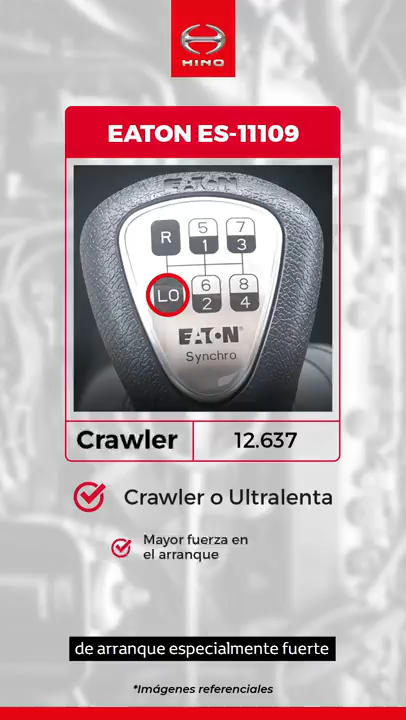 HINO
EATON ES-11109
EATON
R 5 7
1 3
LO 6 8
2 4
EATON
Synchro
Crawler 12.637
Crawler o Ultralenta
Mayor fuerza en
el arranque
de arranque especialmente fuerte
*Imágenes referenciales